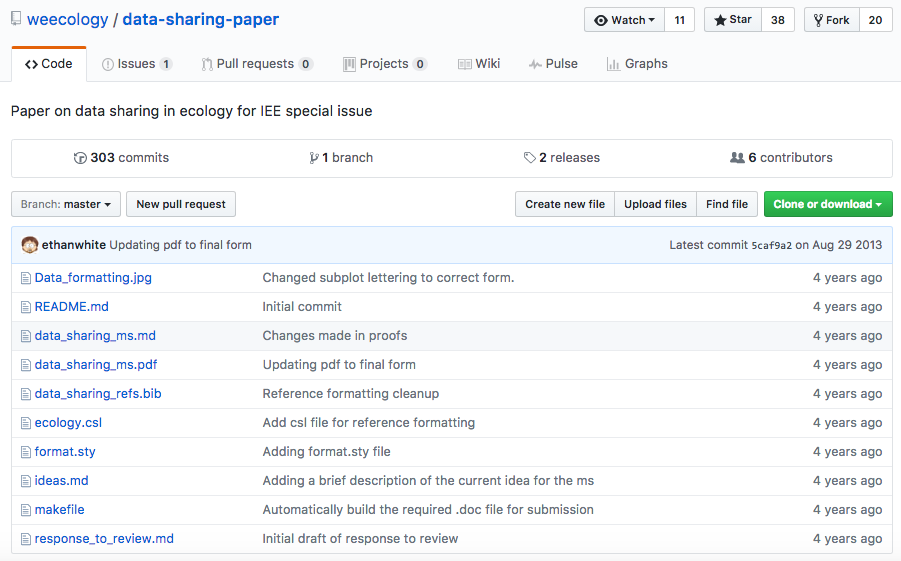 weecology / data-sharing-paper
Watch 11 Star 38 Fork 20
Code Issues 1 Pull requests 0 Projects 0 Wiki Pulse Graphs
Paper on data sharing in ecology for IEE special issue
303 commits 1 branch 2 releases 6 contributors
Branch: master New pull request Create new file Upload files Find file Clone or download
ethanwhite Updating pdf to final form Latest commit 5caf9a2 on Aug 29 2013
Data_formatting.jpg Changed subplot lettering to correct form. 4 years ago
README.md Initial commit 4 years ago
data_sharing_ms.md Changes made in proofs 4 years ago
data_sharing_ms.pdf Updating pdf to final form 4 years ago
data_sharing_refs.bib Reference formatting cleanup 4 years ago
ecology.csl Add csl file for reference formatting 4 years ago
format.sty Adding format.sty file 4 years ago
ideas.md Adding a brief description of the current idea for the ms 4 years ago
makefile Automatically build the required .doc file for submission 4 years ago
response_to_review.md Initial draft of response to review 4 years ago